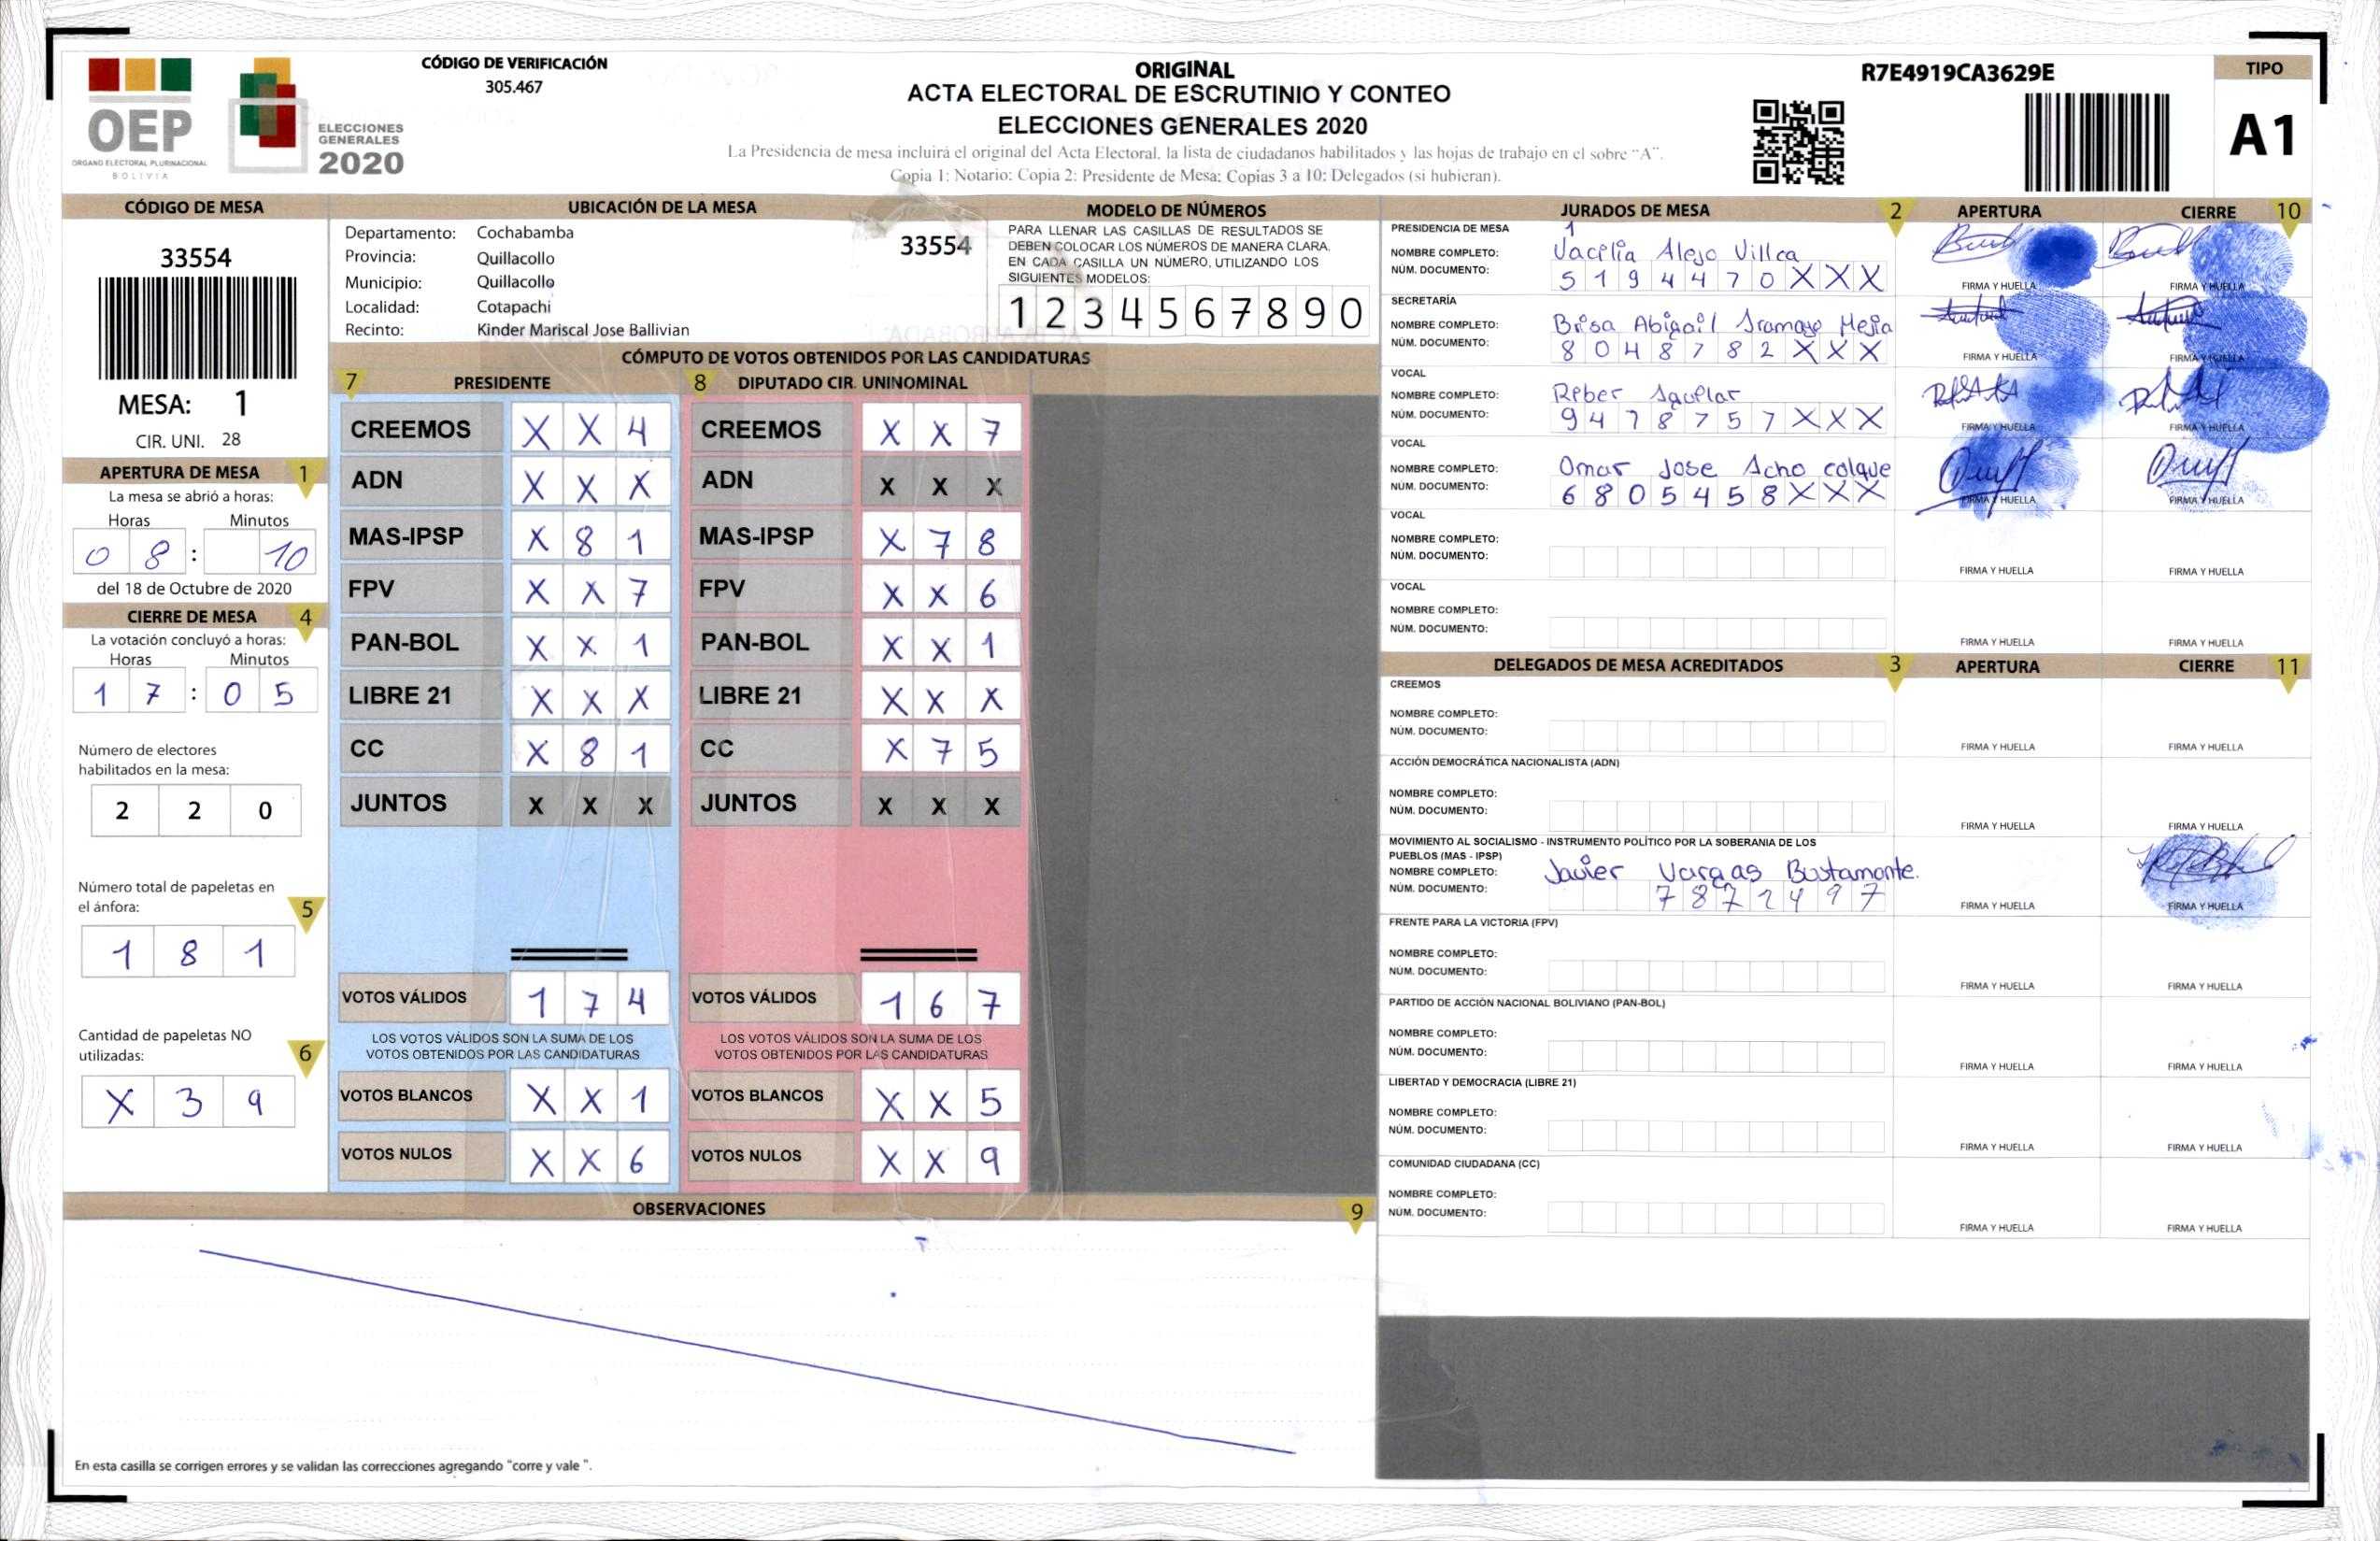 CÓDIGO DE VERIFICACIÓN
305.467
OEP
ORGANO ELECTORAL PLURINACIONAL
BOLIVIA
ELECCIONES
GENERALES
2020
ORIGINAL
ACTA ELECTORAL DE ESCRUTINIO Y CONTEO
ELECCIONES GENERALES 2020
La Presidencia de mesa incluirá el original del Acta Electoral, la lista de ciudadanos habilitados y las hojas de trabajo en el sobre "A".
Copia 1: Notario: Copia 2: Presidente de Mesa: Copias 3 a 10: Delegados (si hubieran).
R7E4919CA3629E
TIPO
A1
CÓDIGO DE MESA
33554
MESA: 1
CIR. UNI. 28
APERTURA DE MESA 1
La mesa se abrió a horas:
Horas Minutos
0 8 : 10
del 18 de Octubre de 2020
CIERRE DE MESA 4
La votación concluyó a horas:
Horas Minutos
1 7 : 0 5
Número de electores
habilitados en la mesa:
2 2 0
Número total de papeletas en
el ánfora: 5
1 8 1
Cantidad de papeletas NO
utilizadas: 6
X 3 9
UBICACIÓN DE LA MESA
Departamento: Cochabamba
Provincia: Quillacollo
Municipio: Quillacollo
Localidad: Cotapachi
Recinto: Kinder Mariscal Jose Ballivian
33554
MODELO DE NÚMEROS
PARA LLENAR LAS CASILLAS DE RESULTADOS SE
DEBEN COLOCAR LOS NÚMEROS DE MANERA CLARA.
EN CADA CASILLA UN NÚMERO, UTILIZANDO LOS
SIGUIENTES MODELOS:
1 2 3 4 5 6 7 8 9 0
CÓMPUTO DE VOTOS OBTENIDOS POR LAS CANDIDATURAS
7 PRESIDENTE 8 DIPUTADO CIR. UNINOMINAL
CREEMOS X X 4 CREEMOS X X 7
ADN X X X ADN X X X
MAS-IPSP X 8 1 MAS-IPSP X 7 8
FPV X X 7 FPV X X 6
PAN-BOL X X 1 PAN-BOL X X 1
LIBRE 21 X X X LIBRE 21 X X X
CC X 8 1 CC X 7 5
JUNTOS X X X JUNTOS X X X
VOTOS VÁLIDOS 1 7 4 VOTOS VÁLIDOS 1 6 7
LOS VOTOS VÁLIDOS SON LA SUMA DE LOS LOS VOTOS VÁLIDOS SON LA SUMA DE LOS
VOTOS OBTENIDOS POR LAS CANDIDATURAS VOTOS OBTENIDOS POR LAS CANDIDATURAS
VOTOS BLANCOS X X 1 VOTOS BLANCOS X X 5
VOTOS NULOS X X 6 VOTOS NULOS X X 9
OBSERVACIONES 9
En esta casilla se corrigen errores y se validan las correcciones agregando "corre y vale ".
JURADOS DE MESA 2 APERTURA CIERRE 10
PRESIDENCIA DE MESA
NOMBRE COMPLETO: Vacilia Alejo Villca
NÚM. DOCUMENTO: 5 1 9 4 4 7 0 X X X
FIRMA Y HUELLA FIRMA Y HUELLA
SECRETARÍA
NOMBRE COMPLETO: Brisa Abigail Mejia
NÚM. DOCUMENTO: 8 0 4 8 7 8 2 X X X
FIRMA Y HUELLA FIRMA Y HUELLA
VOCAL
NOMBRE COMPLETO: Reber Aguilar
NÚM. DOCUMENTO: 9 4 7 8 7 5 7 X X X
FIRMA Y HUELLA FIRMA Y HUELLA
VOCAL
NOMBRE COMPLETO: Omar Jose Acho colque
NÚM. DOCUMENTO: 6 8 0 5 4 5 8 X X X
FIRMA Y HUELLA FIRMA Y HUELLA
VOCAL
NOMBRE COMPLETO:
NÚM. DOCUMENTO:
FIRMA Y HUELLA FIRMA Y HUELLA
VOCAL
NOMBRE COMPLETO:
NÚM. DOCUMENTO:
FIRMA Y HUELLA FIRMA Y HUELLA
DELEGADOS DE MESA ACREDITADOS 3 APERTURA CIERRE 11
CREEMOS
NOMBRE COMPLETO:
NÚM. DOCUMENTO:
FIRMA Y HUELLA FIRMA Y HUELLA
ACCIÓN DEMOCRÁTICA NACIONALISTA (ADN)
NOMBRE COMPLETO:
NÚM. DOCUMENTO:
FIRMA Y HUELLA FIRMA Y HUELLA
MOVIMIENTO AL SOCIALISMO - INSTRUMENTO POLÍTICO POR LA SOBERANIA DE LOS
PUEBLOS (MAS - IPSP)
NOMBRE COMPLETO: Javier Vargas Bustamante.
NÚM. DOCUMENTO:
FIRMA Y HUELLA FIRMA Y HUELLA
FRENTE PARA LA VICTORIA (FPV)
NOMBRE COMPLETO:
NÚM. DOCUMENTO:
FIRMA Y HUELLA FIRMA Y HUELLA
PARTIDO DE ACCIÓN NACIONAL BOLIVIANO (PAN-BOL)
NOMBRE COMPLETO:
NÚM. DOCUMENTO:
FIRMA Y HUELLA FIRMA Y HUELLA
LIBERTAD Y DEMOCRACIA (LIBRE 21)
NOMBRE COMPLETO:
NÚM. DOCUMENTO:
FIRMA Y HUELLA FIRMA Y HUELLA
COMUNIDAD CIUDADANA (CC)
NOMBRE COMPLETO:
NÚM. DOCUMENTO:
FIRMA Y HUELLA FIRMA Y HUELLA